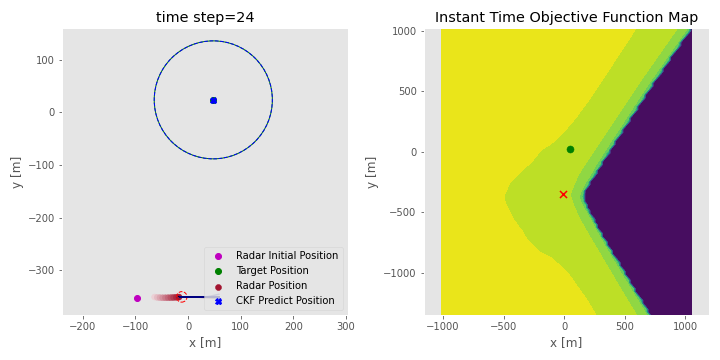 time step=24
Instant Time Objective Function Map
y [m]
100
0
−100
−200
−300
−200
−100
0
100
200
300
x [m]
Radar Initial Position
Target Position
Radar Position
CKF Predict Position
y [m]
1000
500
0
−500
−1000
−1000
−500
0
500
1000
x [m]